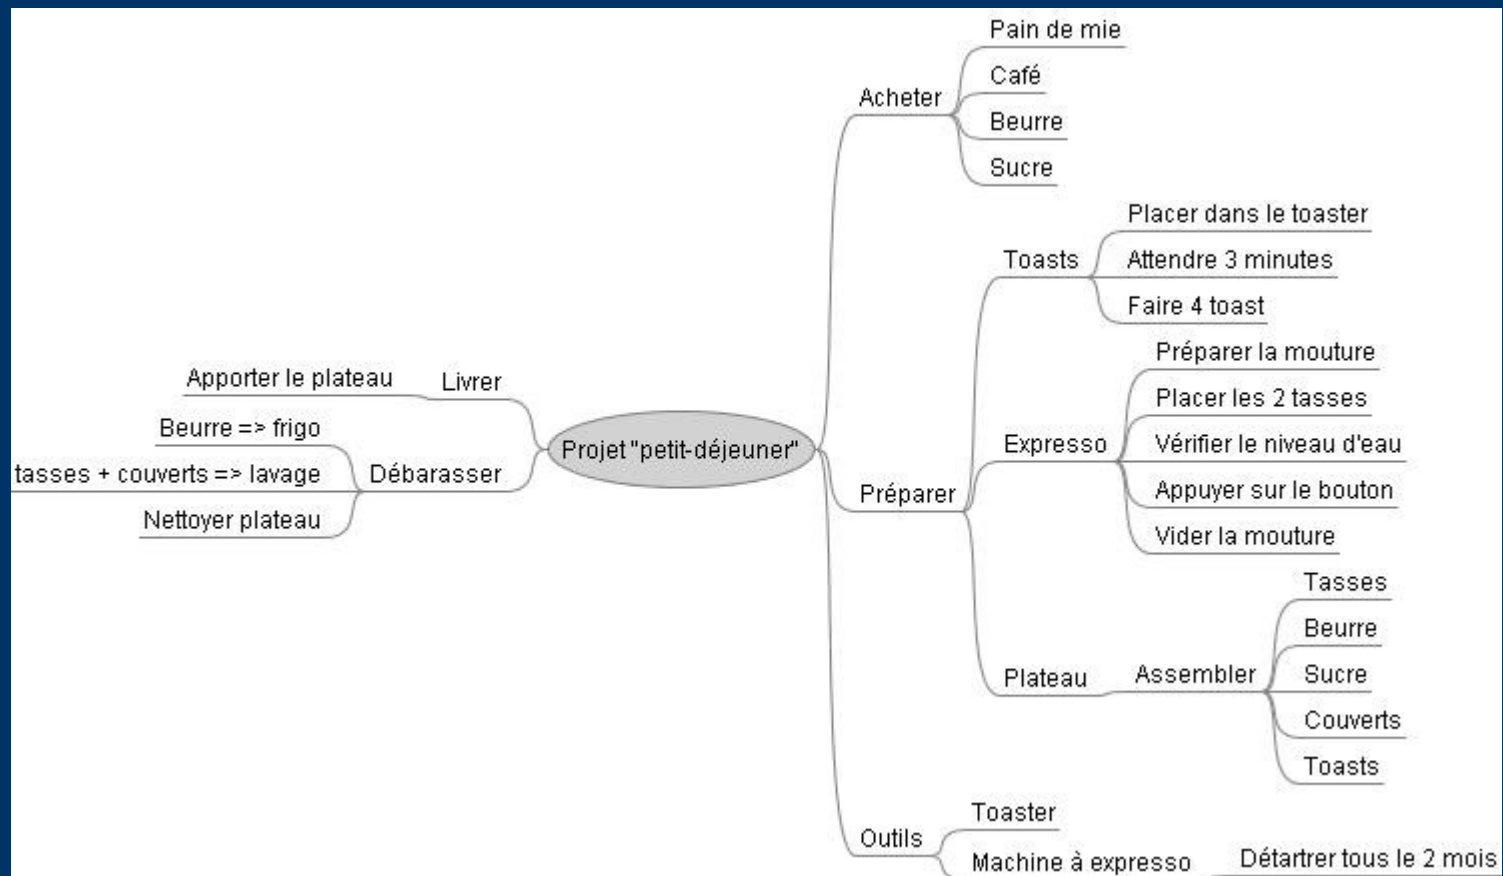 Pain de mie
Café
Acheter
Beurre
Sucre
Placer dans le toaster
Toasts
Attendre 3 minutes
Faire 4 toast
Préparer la mouture
Placer les 2 tasses
Expresso
Vérifier le niveau d'eau
Appuyer sur le bouton
Vider la mouture
Préparer
Tasses
Beurre
Plateau
Assembler
Sucre
Couverts
Toasts
Outils
Toaster
Machine à expresso
Détartrer tous le 2 mois
Projet "petit-déjeuner"
Livrer
Apporter le plateau
Débarasser
Beurre => frigo
tasses + couverts => lavage
Nettoyer plateau